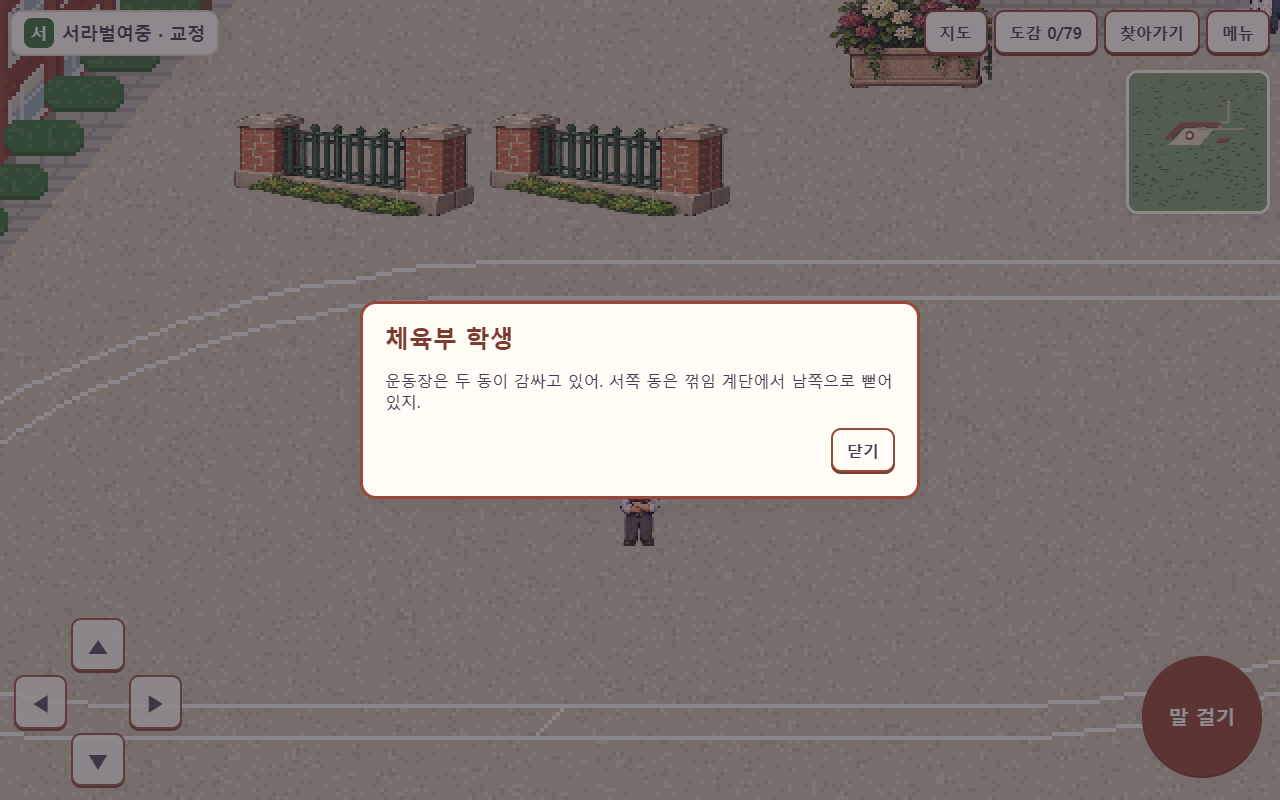 서 서라벌여중 · 교정
지도 도감 0/79 찾아가기 메뉴
체육부 학생
운동장은 두 동이 감싸고 있어. 서쪽 동은 꺾임 계단에서 남쪽으로 뻗어
있지.
닫기
말 걸기